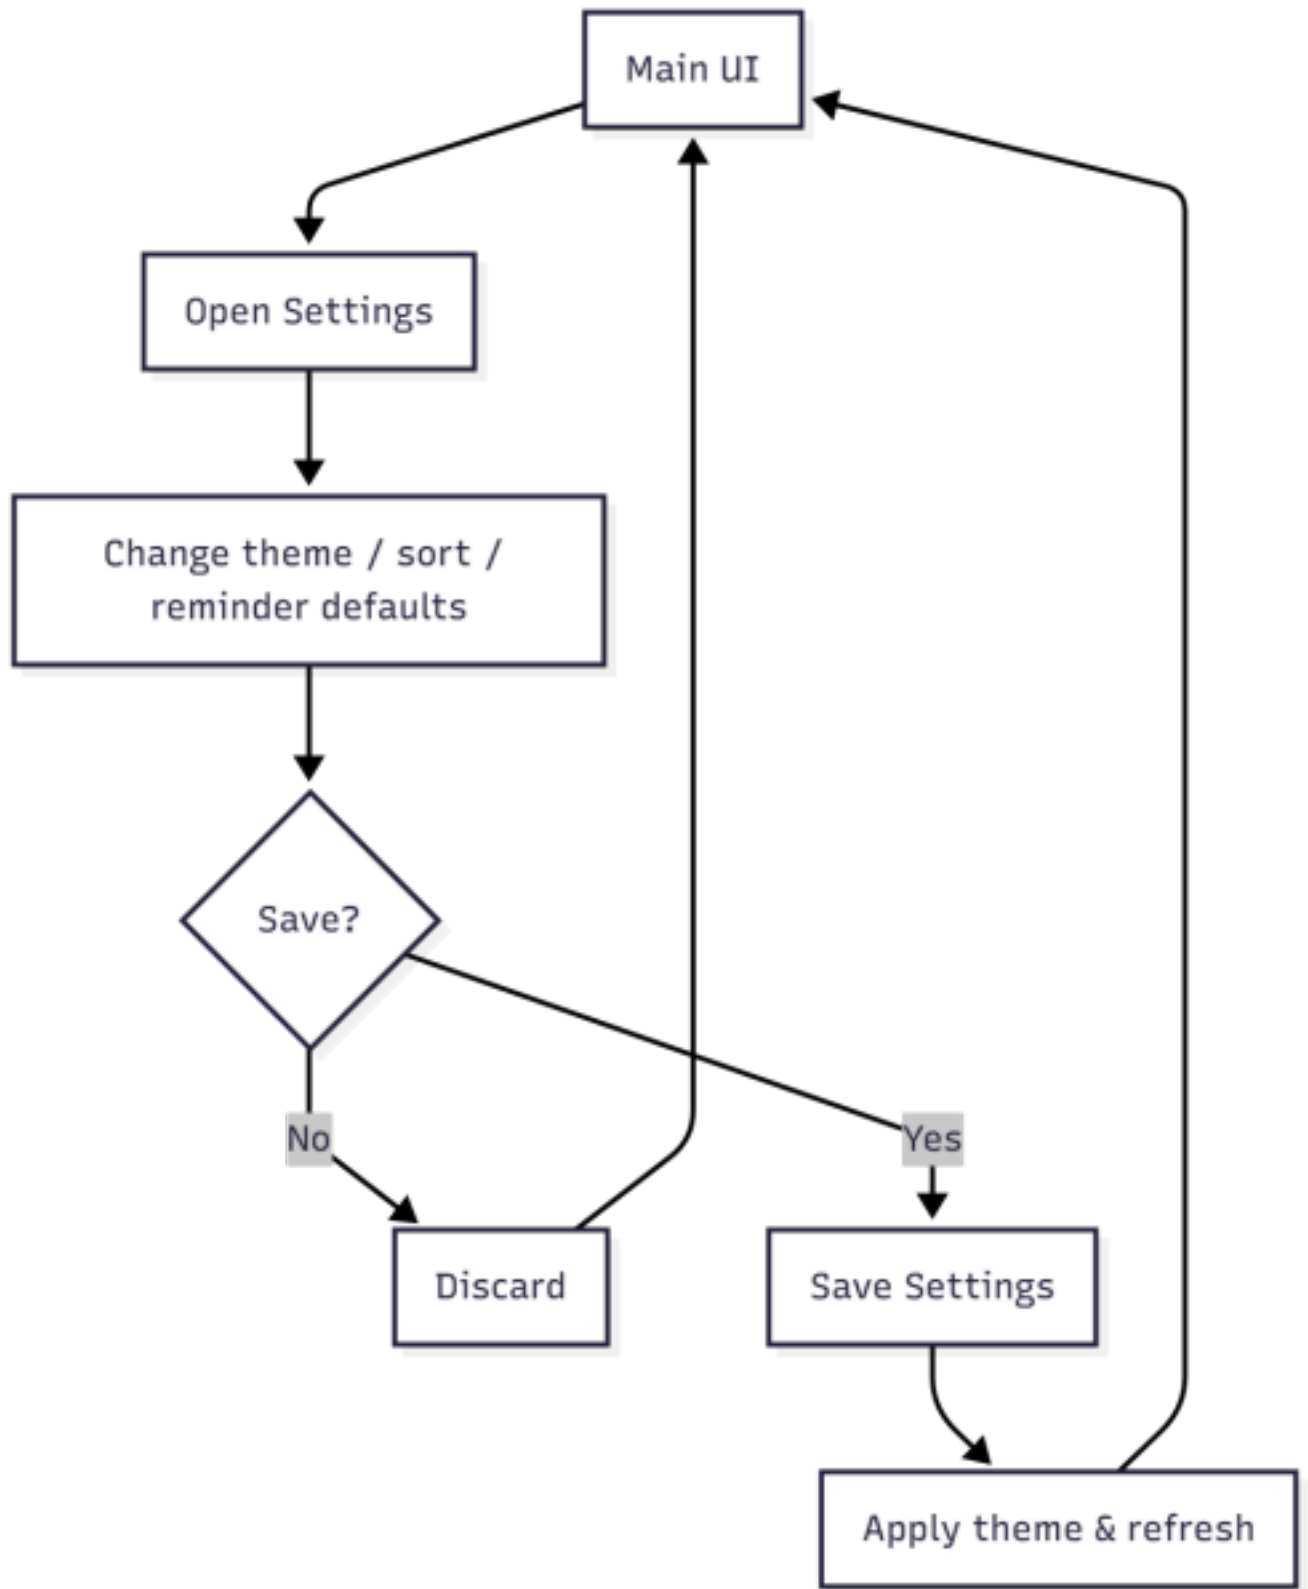 Main UI
Open Settings
Change theme / sort /
reminder defaults
Save?
No
Yes
Discard
Save Settings
Apply theme & refresh